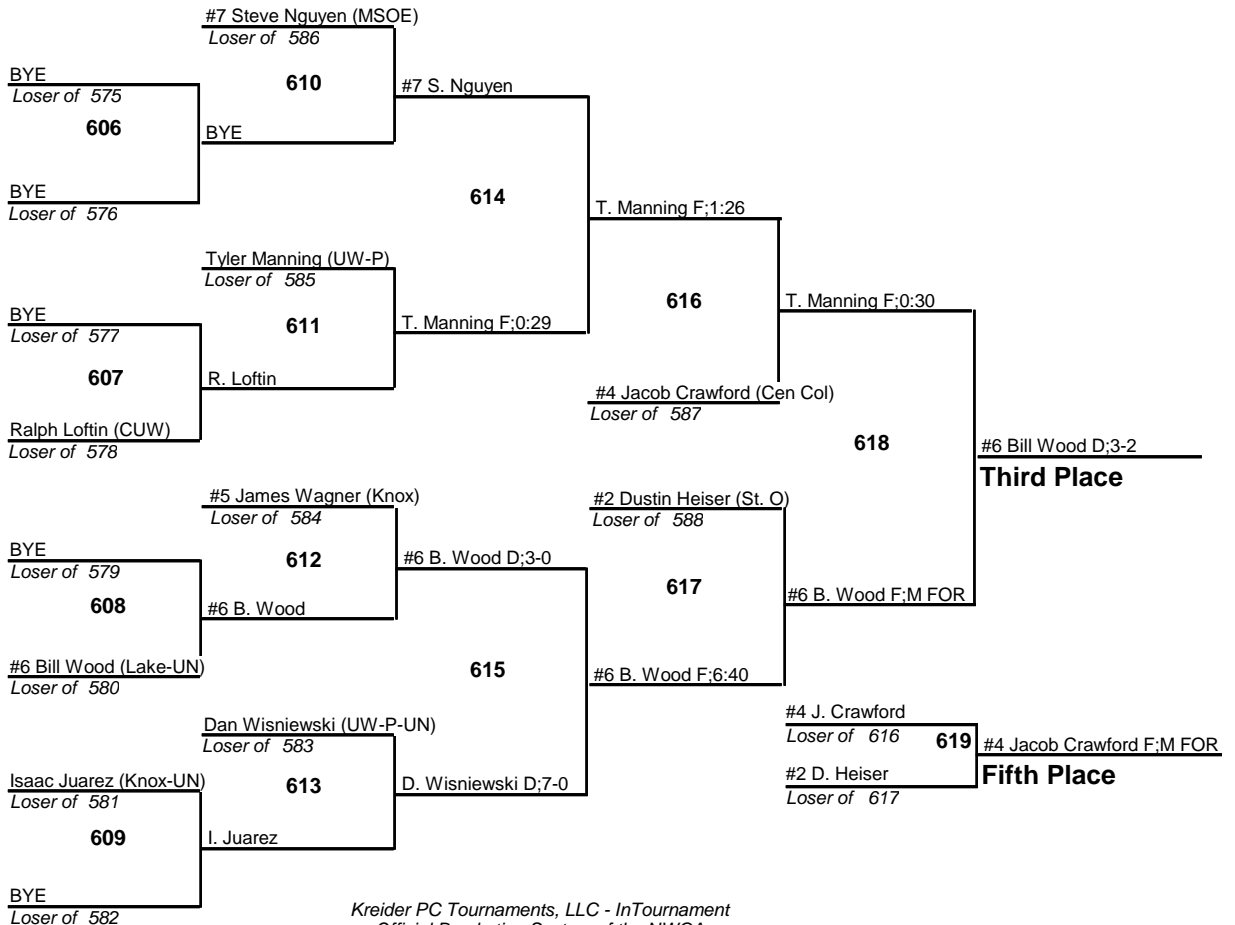 #7 Steve Nguyen (MSOE)
Loser of 586
BYE
Loser of 575
610
#7 S. Nguyen
606
BYE
BYE
Loser of 576
614
T. Manning F;1:26
Tyler Manning (UW-P)
Loser of 585
616
T. Manning F;0:30
BYE
Loser of 577
611
T. Manning F;0:29
607
R. Loftin
#4 Jacob Crawford (Cen Col)
Loser of 587
Ralph Loftin (CUW)
Loser of 578
618
#6 Bill Wood D;3-2
Third Place
#5 James Wagner (Knox)
Loser of 584
#2 Dustin Heiser (St. O)
Loser of 588
BYE
Loser of 579
612
#6 B. Wood D;3-0
617
608
#6 B. Wood
#6 B. Wood F;M FOR
#6 Bill Wood (Lake-UN)
Loser of 580
615
#6 B. Wood F;6:40
Dan Wisniewski (UW-P-UN)
Loser of 583
#4 J. Crawford
Loser of 616
619
#4 Jacob Crawford F;M FOR
Fifth Place
Isaac Juarez (Knox-UN)
Loser of 581
613
D. Wisniewski D;7-0
#2 D. Heiser
Loser of 617
609
I. Juarez
BYE
Loser of 582
Kreider PC Tournaments, LLC - InTournament